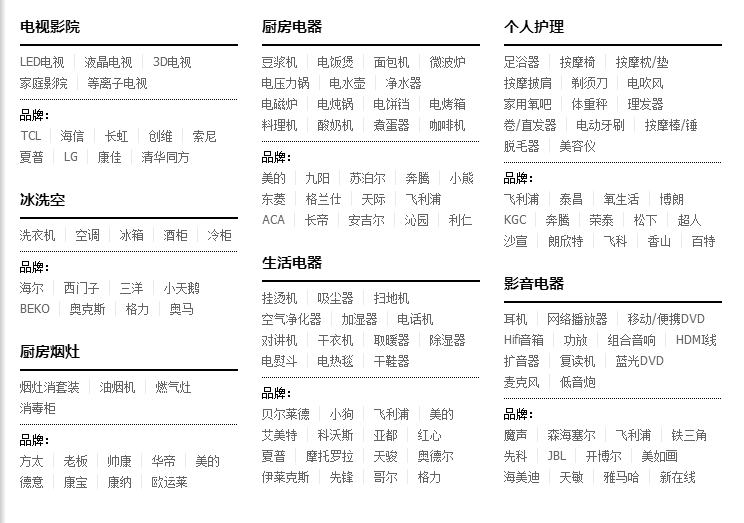 电视影院
LED电视 液晶电视 3D电视
家庭影院 等离子电视
品牌:
TCL 海信 长虹 创维 索尼
夏普 LG 康佳 清华同方
冰洗空
洗衣机 空调 冰箱 酒柜 冷柜
品牌:
海尔 西门子 三洋 小天鹅
BEKO 奥克斯 格力 奥马
厨房烟灶
烟灶消套装 油烟机 燃气灶
消毒柜
品牌:
方太 老板 帅康 华帝 美的
德意 康宝 康纳 欧运莱
厨房电器
豆浆机 电饭煲 面包机 微波炉
电压力锅 电水壶 净水器
电磁炉 电炖锅 电饼铛 电烤箱
料理机 酸奶机 煮蛋器 咖啡机
品牌:
美的 九阳 苏泊尔 奔腾 小熊
东菱 格兰仕 天际 飞利浦
ACA 长帝 安吉尔 沁园 利仁
生活电器
挂烫机 吸尘器 扫地机
空气净化器 加湿器 电话机
对讲机 干衣机 取暖器 除湿器
电熨斗 电热毯 干鞋器
品牌:
贝尔莱德 小狗 飞利浦 美的
艾美特 科沃斯 亚都 红心
夏普 摩托罗拉 天骏 奥德尔
伊莱克斯 先锋 哥尔 格力
个人护理
足浴器 按摩椅 按摩枕/垫
按摩披肩 剃须刀 电吹风
家用氧吧 体重秤 理发器
卷/直发器 电动牙刷 按摩棒/锤
脱毛器 美容仪
品牌:
飞利浦 泰昌 氧生活 博朗
KGC 奔腾 荣泰 松下 超人
沙宣 朗欣特 飞科 香山 百特
影音电器
耳机 网络播放器 移动/便携DVD
Hifi音箱 功放 组合音响 HDMI线
扩音器 复读机 蓝光DVD
麦克风 低音炮
品牌:
魔声 森海塞尔 飞利浦 铁三角
先科 JBL 开博尔 美如画
海美迪 天敏 雅马哈 新在线